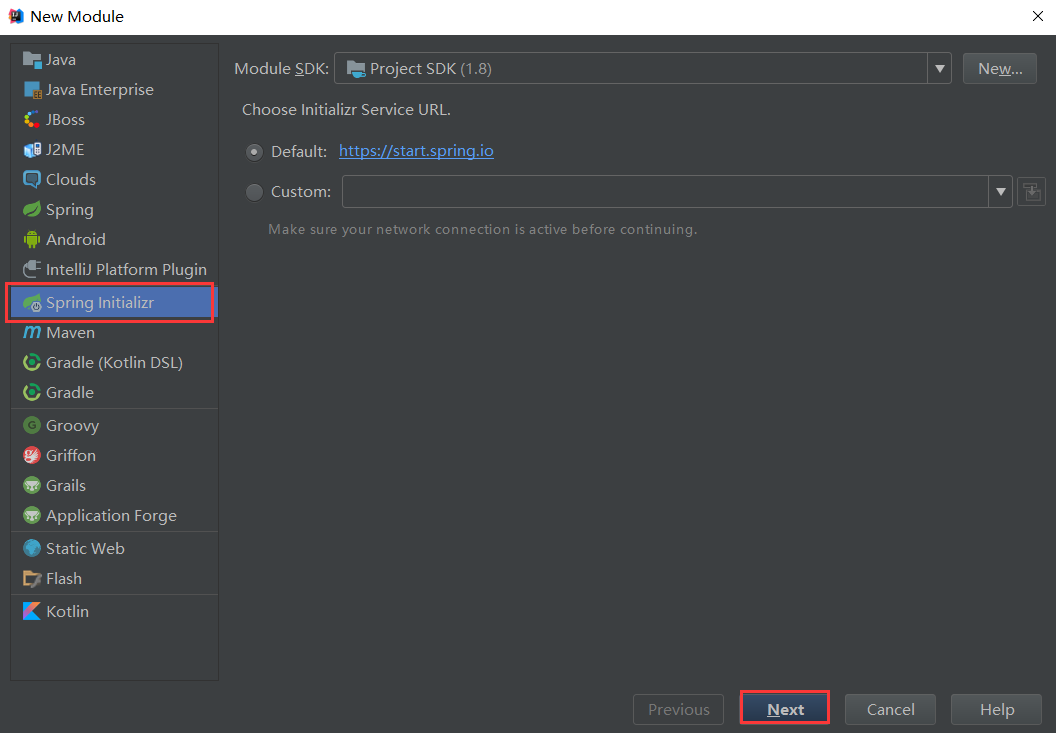 New Module
Java
Java Enterprise
JBoss
J2ME
Clouds
Spring
Android
IntelliJ Platform Plugin
Spring Initializr
Maven
Gradle (Kotlin DSL)
Gradle
Groovy
Griffon
Grails
Application Forge
Static Web
Flash
Kotlin
Module SDK: Project SDK (1.8) New...
Choose Initializr Service URL.
Default: https://start.spring.io
Custom:
Make sure your network connection is active before continuing.
Previous Next Cancel Help